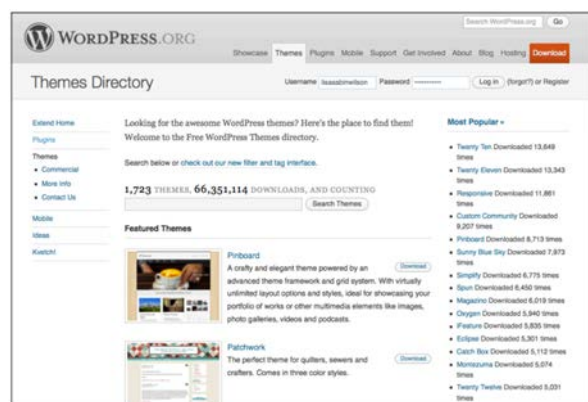 Search WordPress.org
Go
WORDPRESS.ORG
Showcase Themes Plugins Mobile Support Get Involved About Blog Hosting Download
Themes Directory
Username Password Log in (forgot?) or Register
Extend Home
Plugins
Themes
Commercial
More Info
Contact Us
Mobile
Ideas
Kvetch!
Looking for the awesome WordPress themes? Here's the place to find them!
Welcome to the Free WordPress Themes directory.
Search below or check out our new filter and tag interface.
1,723 THEMES, 66,351,114 DOWNLOADS, AND COUNTING
Search Themes
Featured Themes
Pinboard
Download
A crafty and elegant theme powered by an
advanced theme framework and grid system. With virtually
unlimited layout options and styles, ideal for showcasing your
portfolio of works or other multimedia elements like images,
photo galleries, videos and podcasts.
Patchwork
Download
The perfect theme for quilters, sewers and
crafters. Comes in three color styles.
Most Popular »
Twenty Ten Downloaded 13,649
times
Twenty Eleven Downloaded 13,343
times
Responsive Downloaded 11,861
times
Custom Community Downloaded
9,207 times
Pinboard Downloaded 8,713 times
Sunny Blue Sky Downloaded 7,873
times
Simplify Downloaded 6,775 times
Spun Downloaded 6,450 times
Magazino Downloaded 6,019 times
Oxygen Downloaded 5,940 times
iFeature Downloaded 5,835 times
Eclipse Downloaded 5,301 times
Catch Box Downloaded 5,112 times
Montezuma Downloaded 5,074
times
Twenty Twelve Downloaded 5,031
times